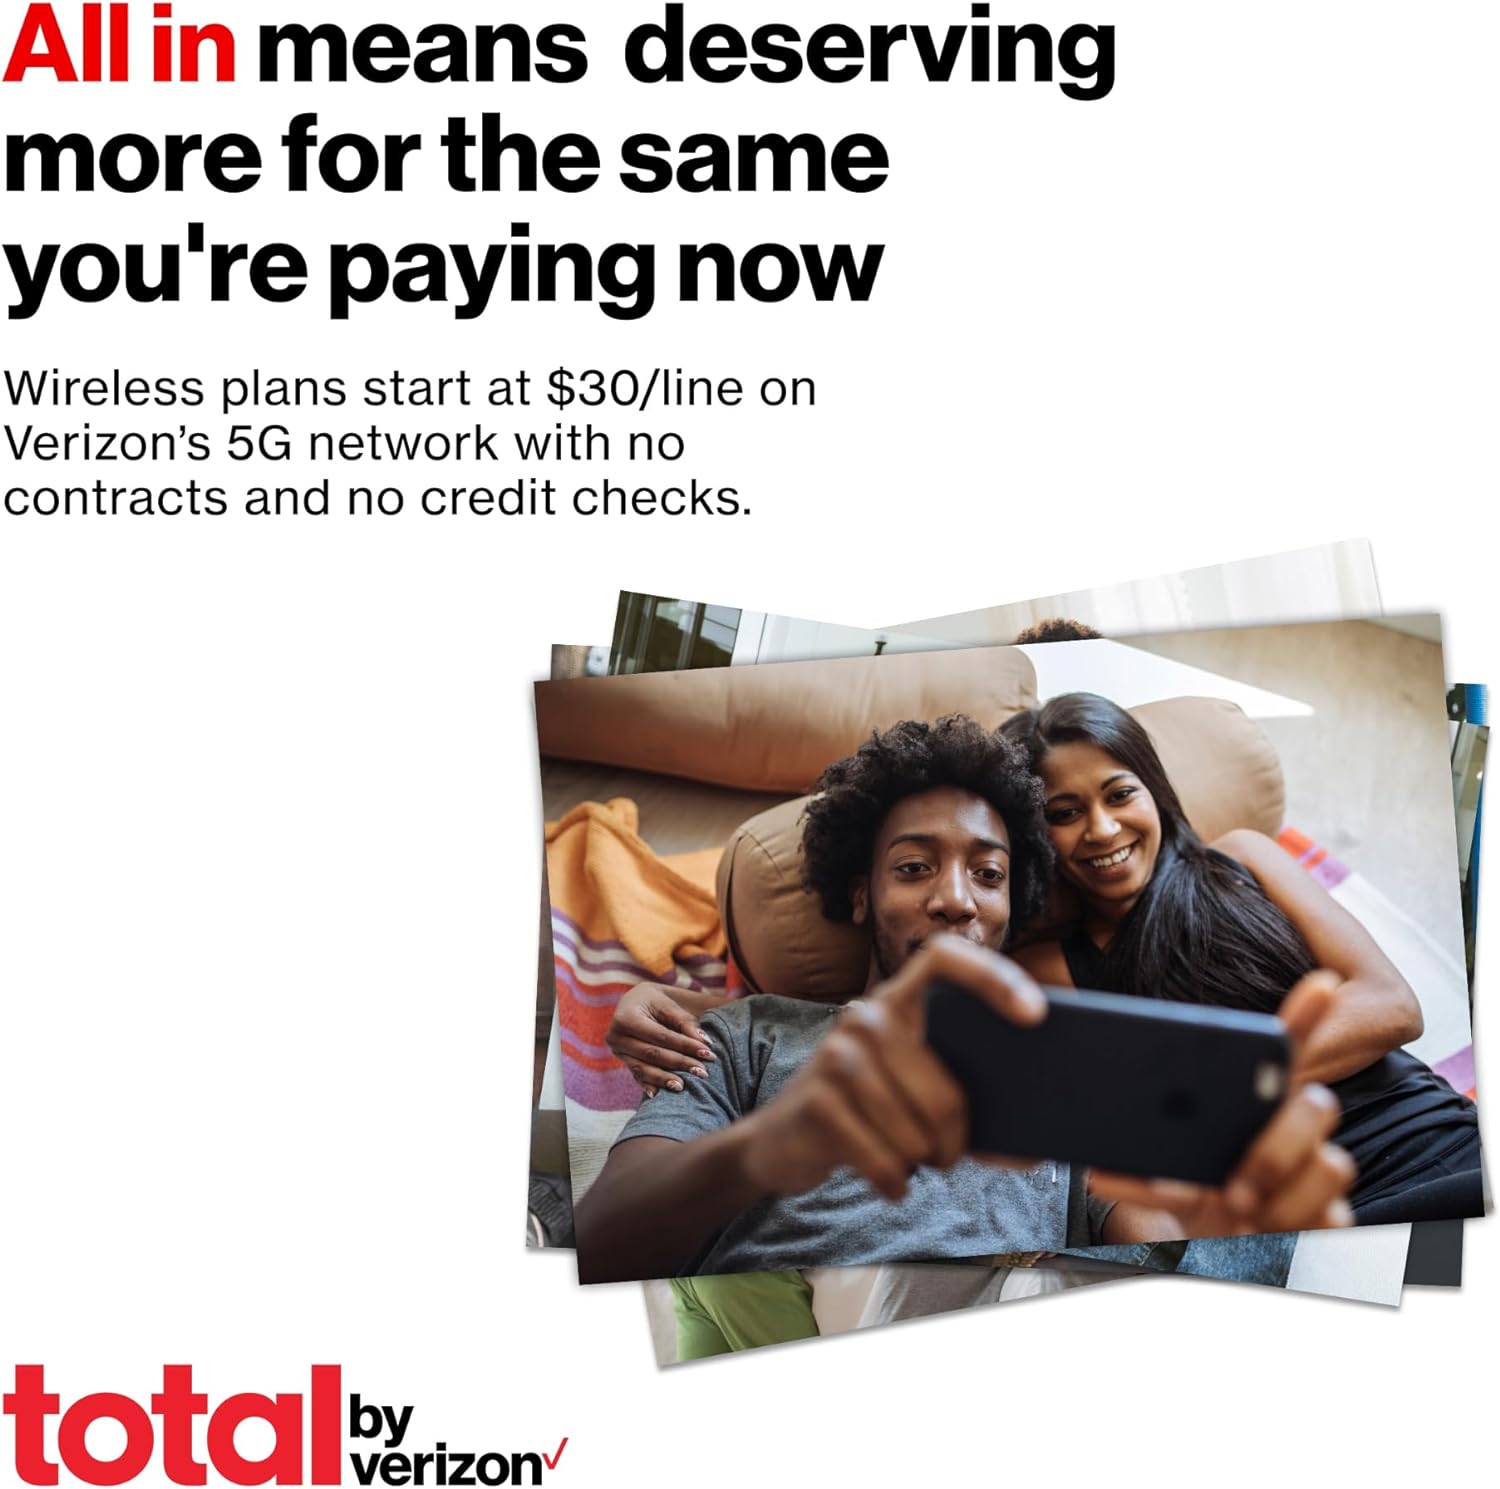 All in means deserving
more for the same
you're paying now
Wireless plans start at $30/line on
Verizon’s 5G network with no
contracts and no credit checks.
total by
verizon✓